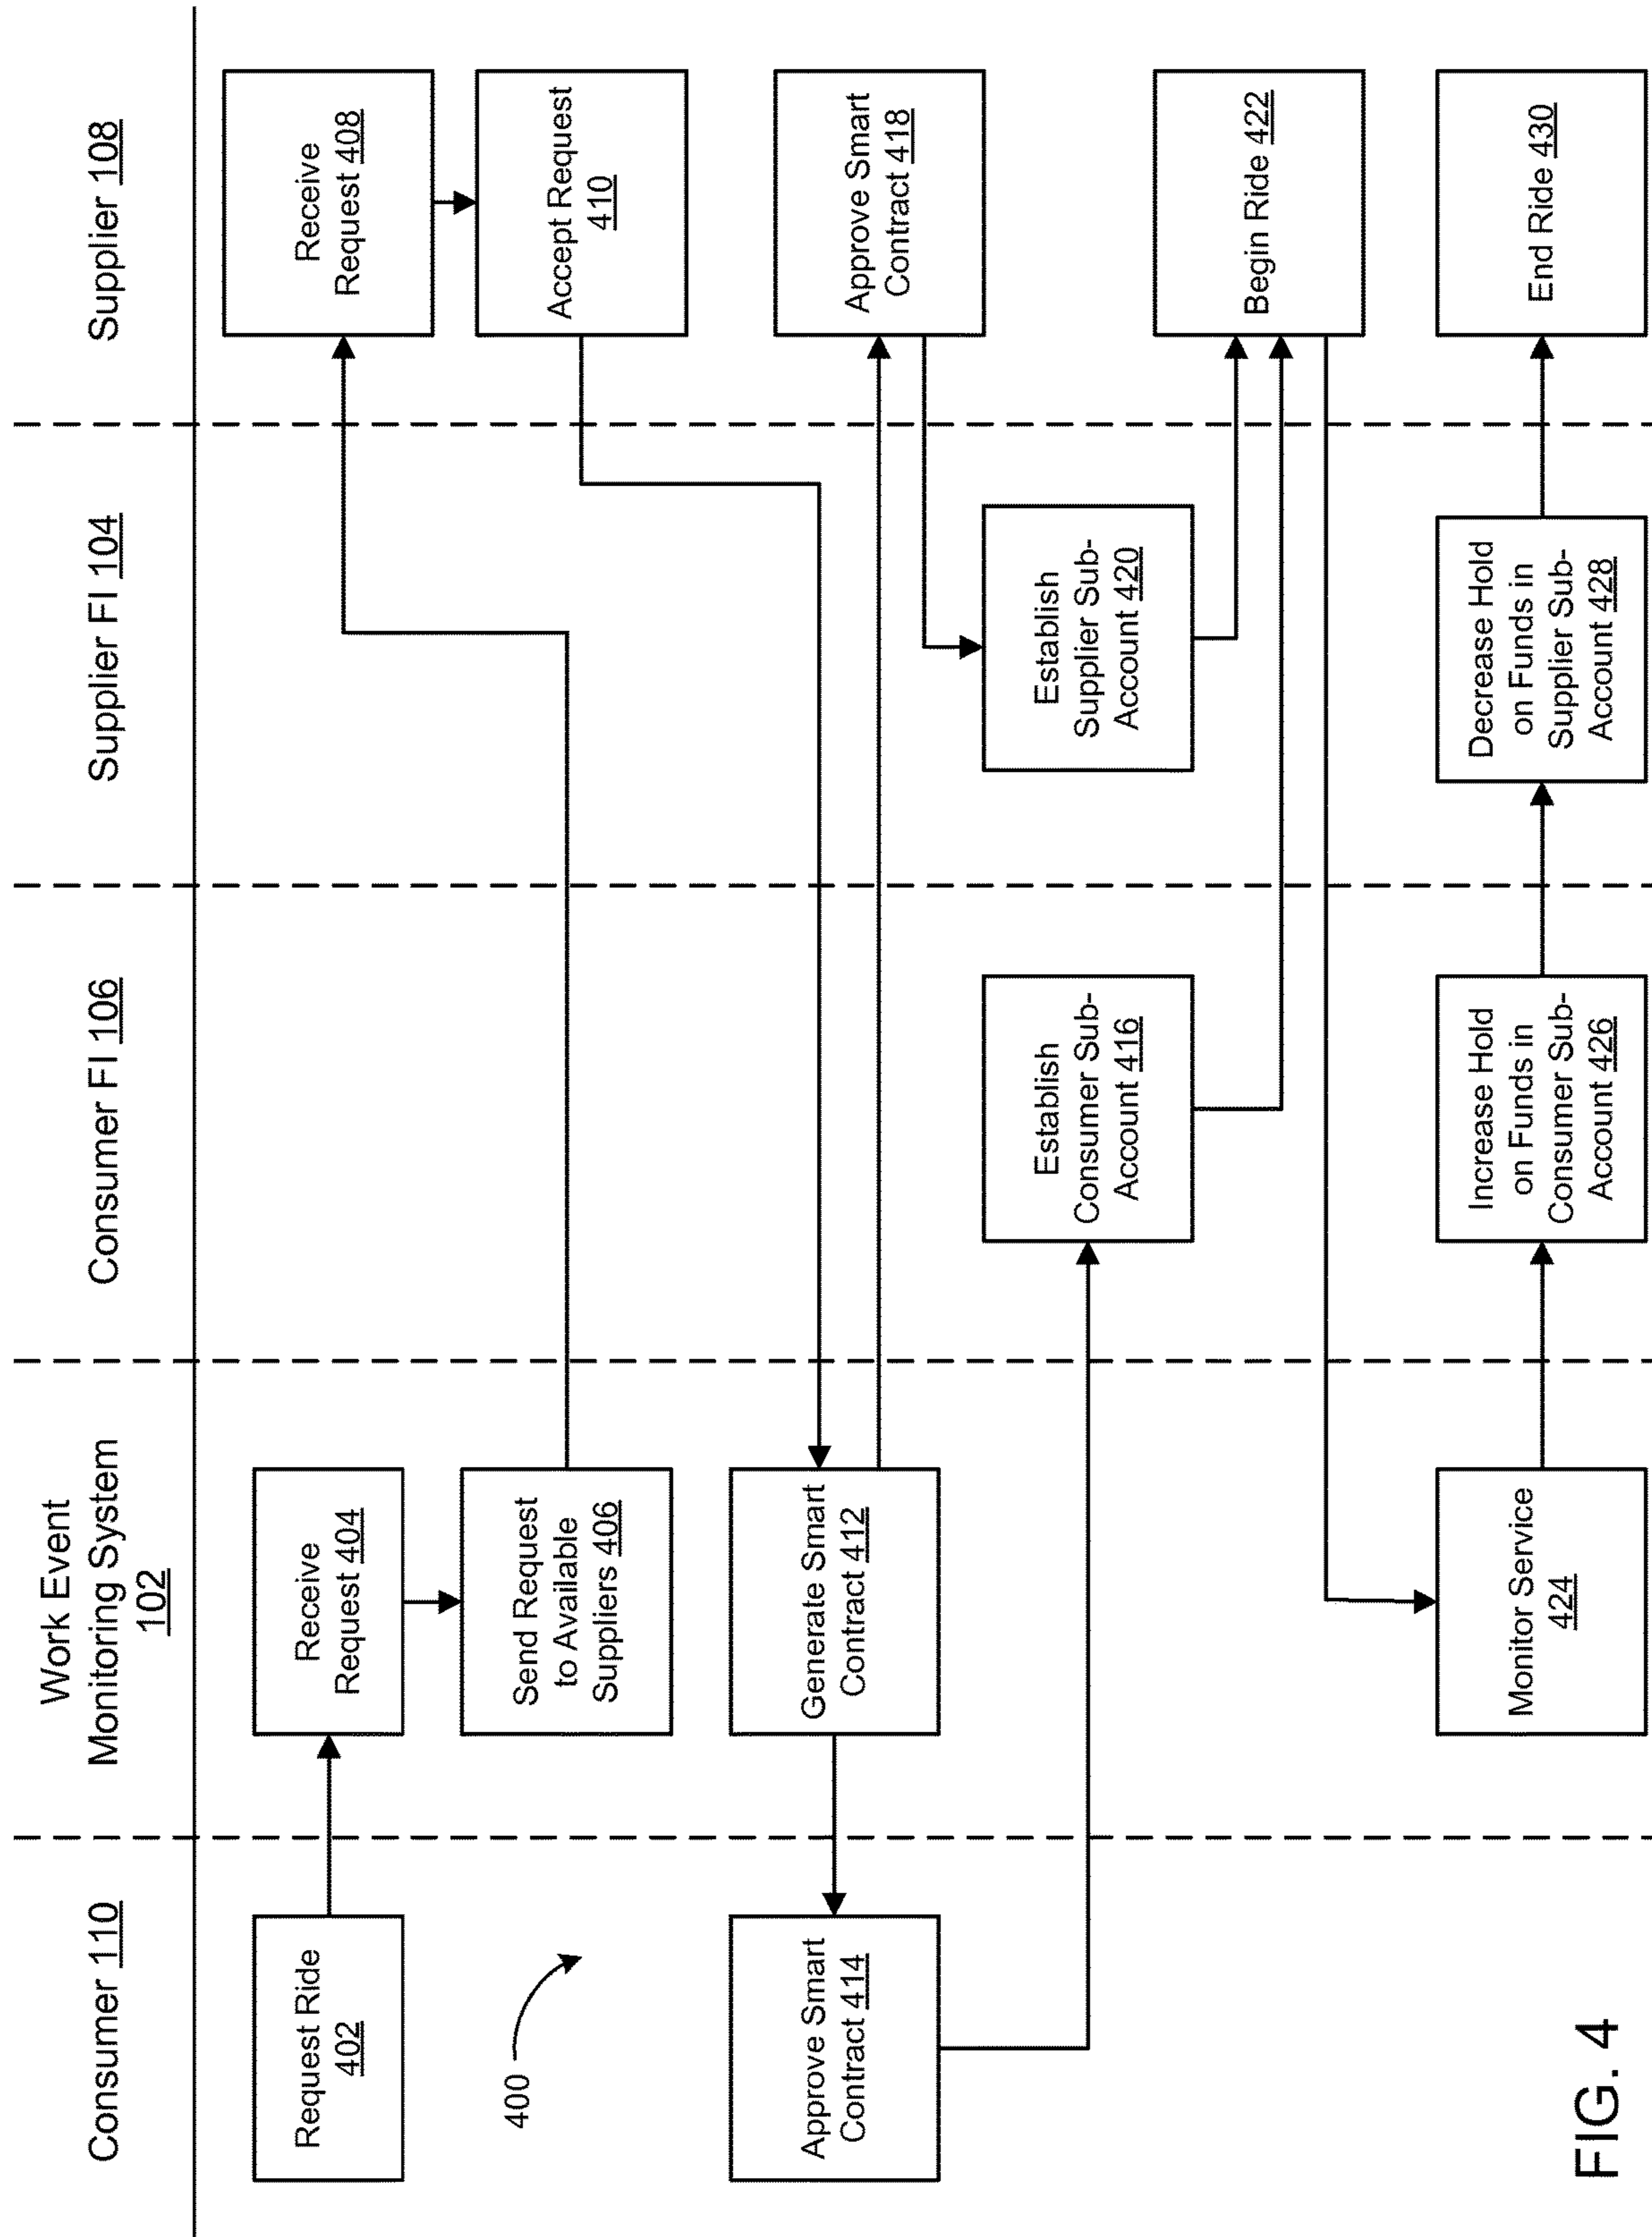 Consumer 110
Work Event
Monitoring System
102
Consumer FI 106
Supplier FI 104
Supplier 108
Request Ride
402
Receive
Request 404
Receive
Request 408
Send Request
to Available
Suppliers 406
Accept Request
410
400
Approve Smart
Contract 414
Generate Smart
Contract 412
Approve Smart
Contract 418
Establish
Consumer Sub-
Account 416
Establish
Supplier Sub-
Account 420
Begin Ride 422
Monitor Service
424
Increase Hold
on Funds in
Consumer Sub-
Account 426
Decrease Hold
on Funds in
Supplier Sub-
Account 428
End Ride 430
FIG. 4